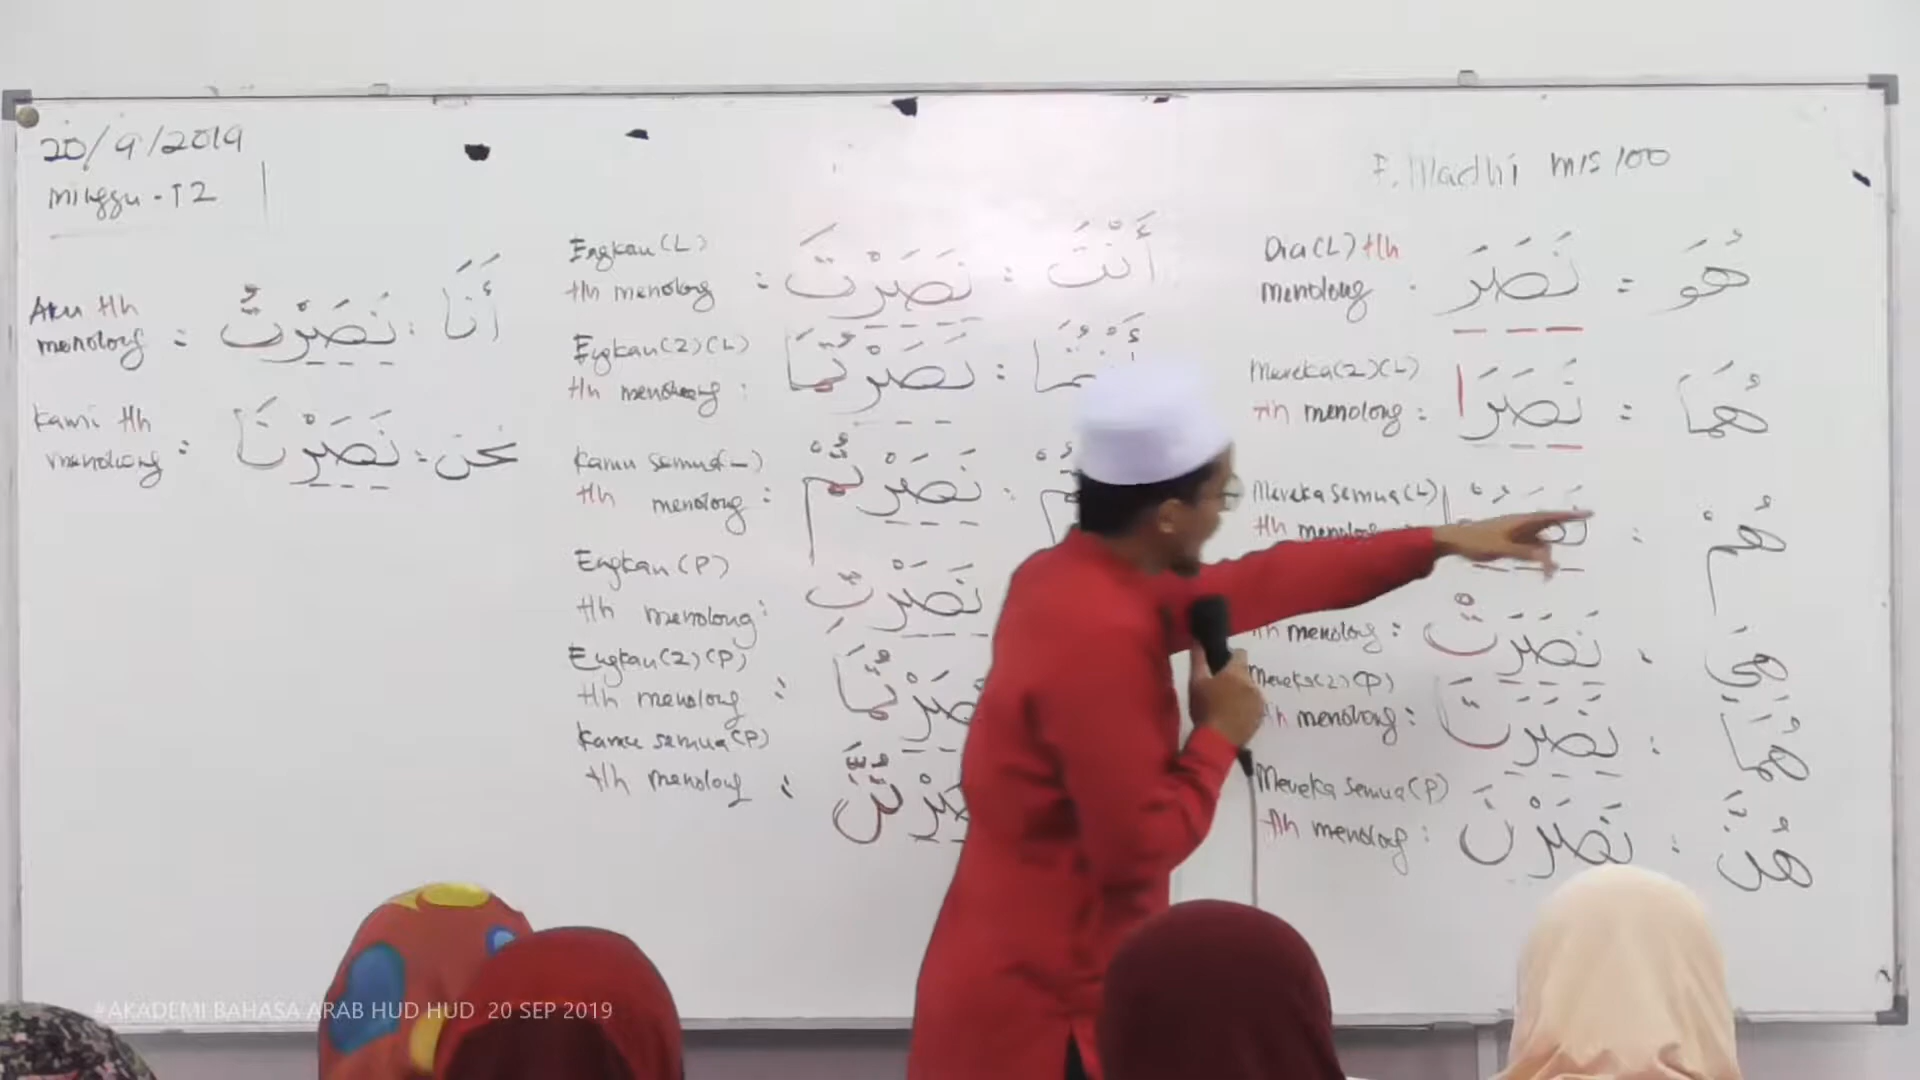 20/9/2019
Minggu - 12
F. Madhi m/s 100
هُوَ = نَصَرَ : Dia (L) tlh menolong
هُمَا = نَصَرَا : Mereka (2) (L) tlh menolong
هُمْ : Mereka semua (L) tlh menolong
هِيَ : نَصَرَتْ : tlh menolong
هُمَا : نَصَرَتَ : Mereka (2) (P) tlh menolong
هُنَّ : نَصَرْنَ : Mereka semua (P) tlh menolong
أَنْتَ : نَصَرْتَ : Engkau (L) tlh menolong
نَصَرْتُمَا : Engkau (2) (L) tlh menolong
نَصَرْتُمْ : Kamu semua tlh menolong
نَصَرْتِ : Engkau (P) tlh menolong
Engkau (2) (P) tlh menolong
Kamu semua (P) tlh menolong
أَنَا : نَصَرْتُ : Aku tlh menolong
نَحْنُ : نَصَرْنَا : Kami tlh menolong
#AKADEMI BAHASA ARAB HUD HUD 20 SEP 2019